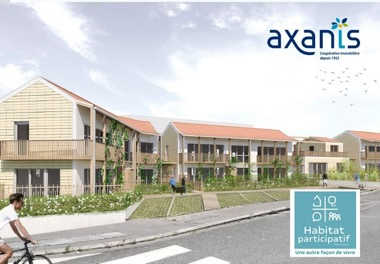 axanis
Coopérative immobilière
depuis 1952
Habitat
participatif
Une autre façon de vivre